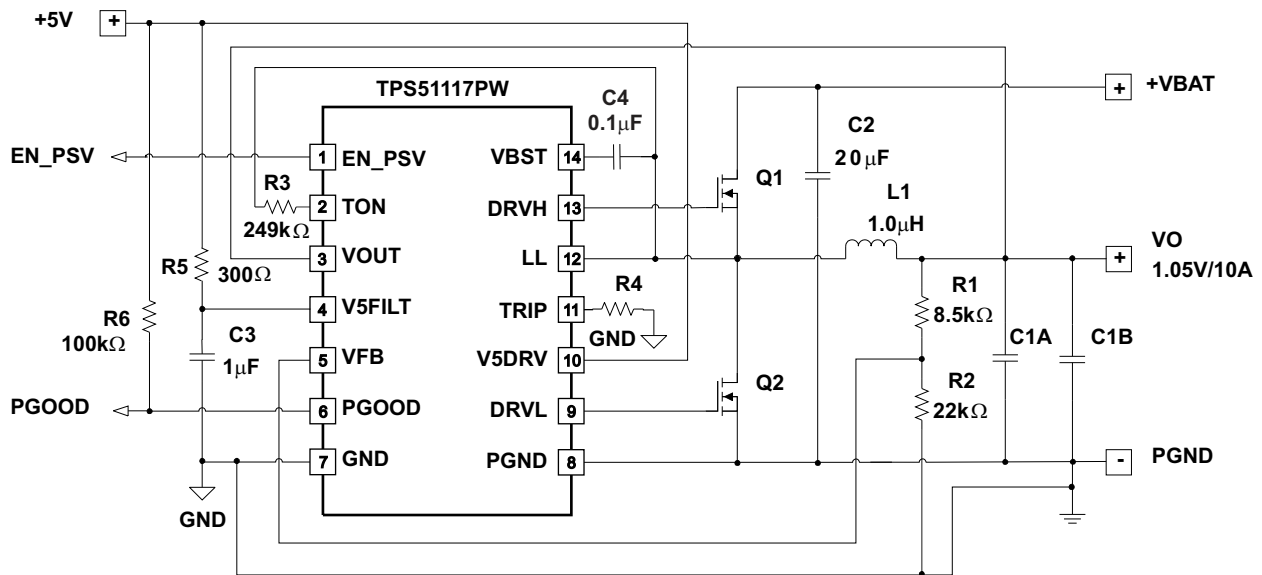 +5V
+
TPS51117PW
C4
0.1μF
+
+VBAT
C2
20μF
EN_PSV
1
EN_PSV
VBST
14
Q1
R3
249kΩ
2
TON
DRVH
13
L1
1.0μH
R5
300Ω
3
VOUT
LL
12
+
VO
1.05V/10A
R6
100kΩ
4
V5FILT
TRIP
11
R4
GND
R1
8.5kΩ
C3
1μF
5
VFB
V5DRV
10
C1A
C1B
PGOOD
6
PGOOD
DRVL
9
Q2
R2
22kΩ
7
GND
PGND
8
-
PGND
GND